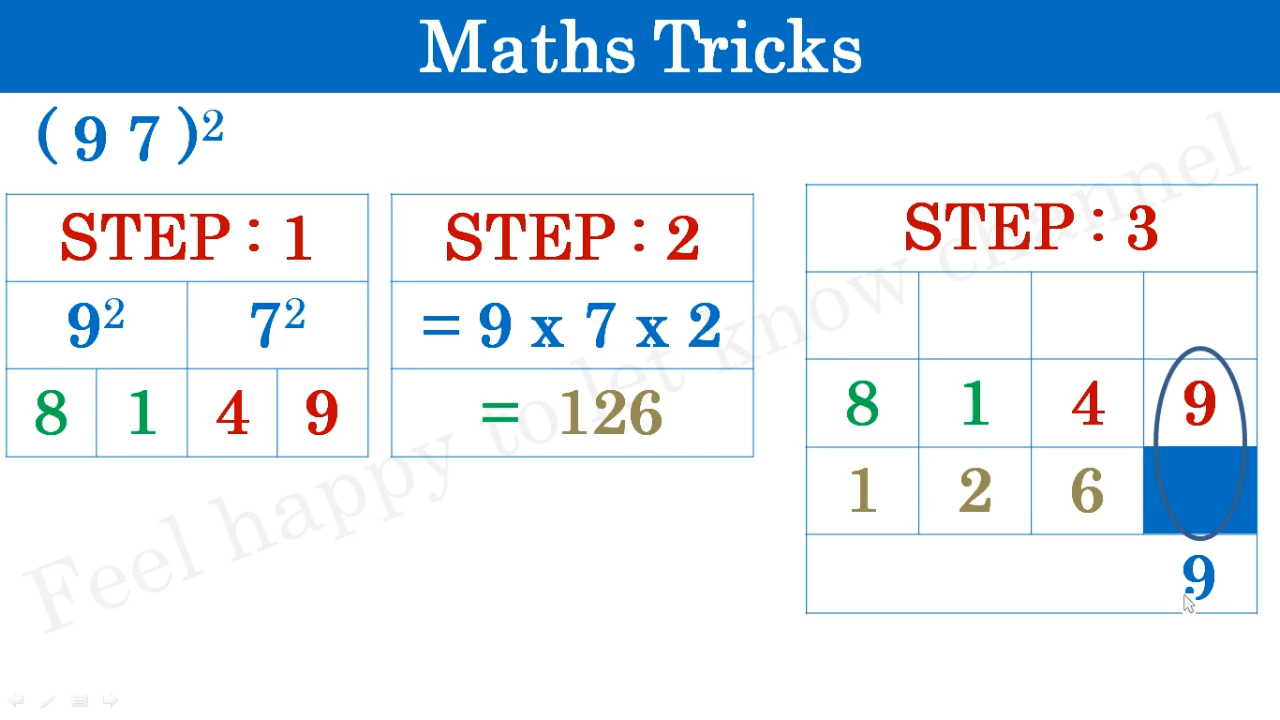 Maths Tricks
( 9 7 )²
STEP : 1
9² 7²
8 1 4 9
STEP : 2
= 9 x 7 x 2
= 126
STEP : 3
8 1 4 9
1 2 6
9
Feel happy to let know channel